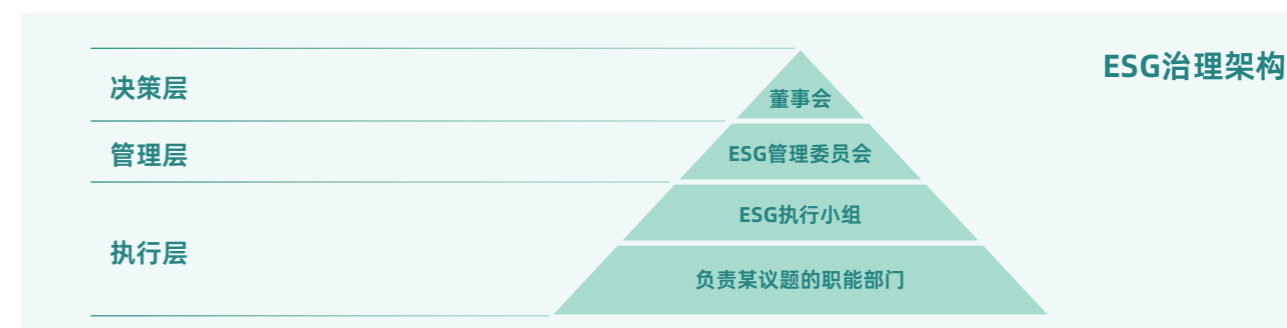 ESG治理架构
决策层
董事会
管理层
ESG管理委员会
ESG执行小组
执行层
负责某议题的职能部门